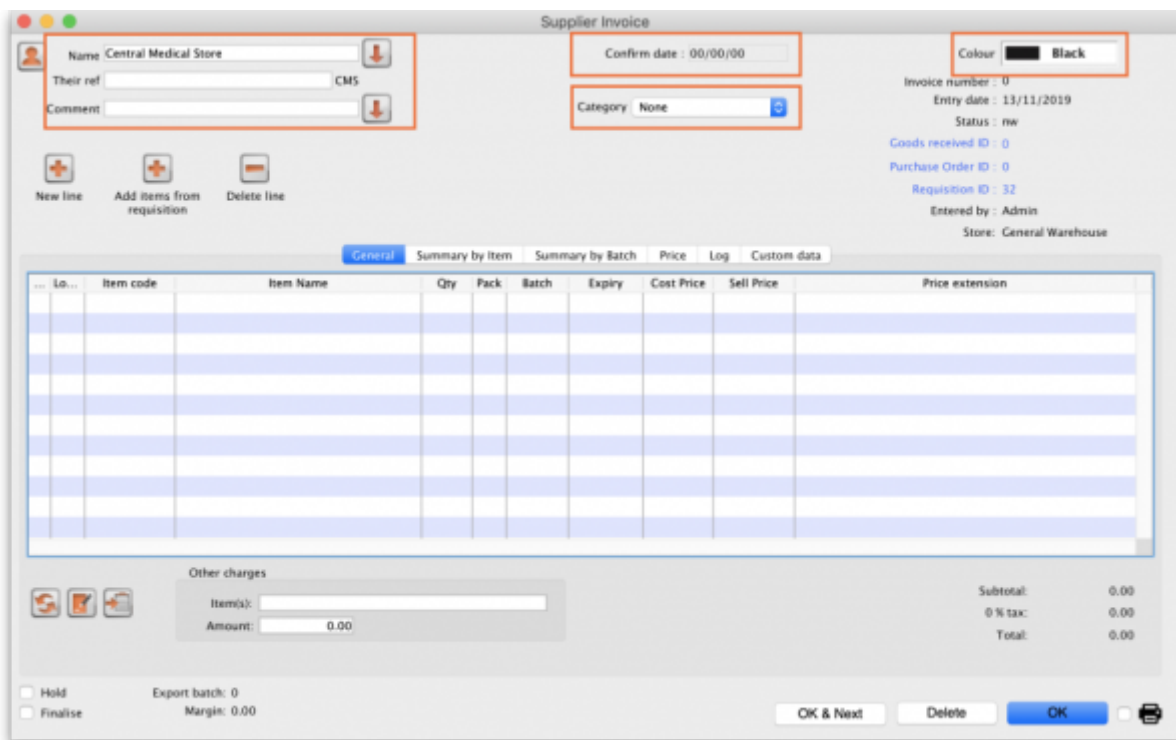 Supplier Invoice
Name Central Medical Store
Their ref CMS
Comment
Confirm date : 00/00/00
Category None
Colour Black
Invoice number : 0
Entry date : 13/11/2019
Status : nw
Goods received ID : 0
Purchase Order ID : 0
Requisition ID : 32
Entered by : Admin
Store: General Warehouse
New line
Add items from
requisition
Delete line
General Summary by Item Summary by Batch Price Log Custom data
... Lo... Item code Item Name Qty Pack Batch Expiry Cost Price Sell Price Price extension
Other charges
Item(s):
Amount: 0.00
Subtotal: 0.00
0 % tax: 0.00
Total: 0.00
Hold
Finalise
Export batch: 0
Margin: 0.00
OK & Next Delete OK